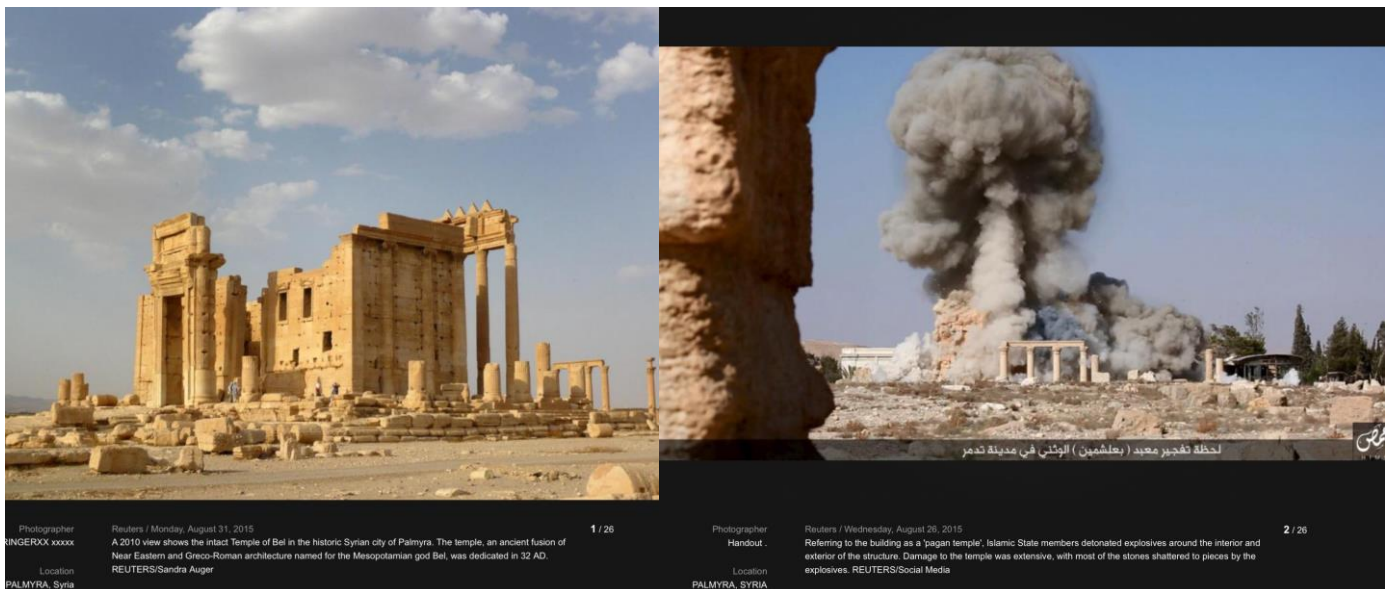 لحظة تفجير معبد ( بعلشمين ) الوثني في مدينة تدمر
حمص
Photographer
RINGERXX xxxxx
Location
PALMYRA, Syria
Reuters / Monday, August 31, 2015
A 2010 view shows the intact Temple of Bel in the historic Syrian city of Palmyra. The temple, an ancient fusion of
Near Eastern and Greco-Roman architecture named for the Mesopotamian god Bel, was dedicated in 32 AD.
REUTERS/Sandra Auger
1 / 26
Photographer
Handout .
Location
PALMYRA, SYRIA
Reuters / Wednesday, August 26, 2015
Referring to the building as a 'pagan temple', Islamic State members detonated explosives around the interior and
exterior of the structure. Damage to the temple was extensive, with most of the stones shattered to pieces by the
explosives. REUTERS/Social Media
2 / 26